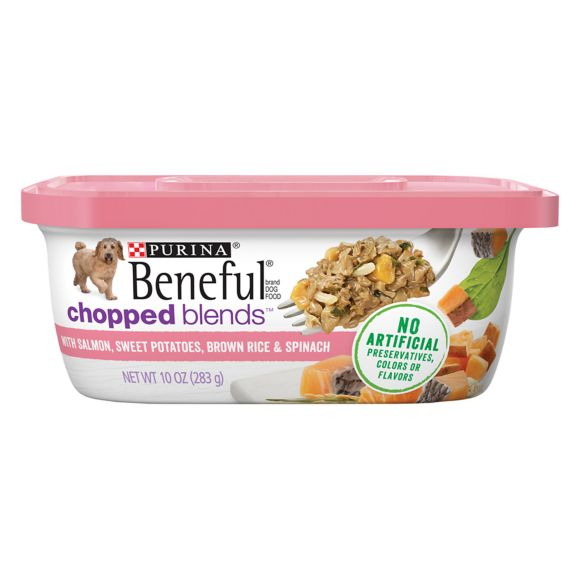 PURINA®
Beneful® brand DOG FOOD
chopped blends™
WITH SALMON, SWEET POTATOES, BROWN RICE & SPINACH
NET WT 10 OZ (283 g)
NO
ARTIFICIAL
PRESERVATIVES,
COLORS OR
FLAVORS